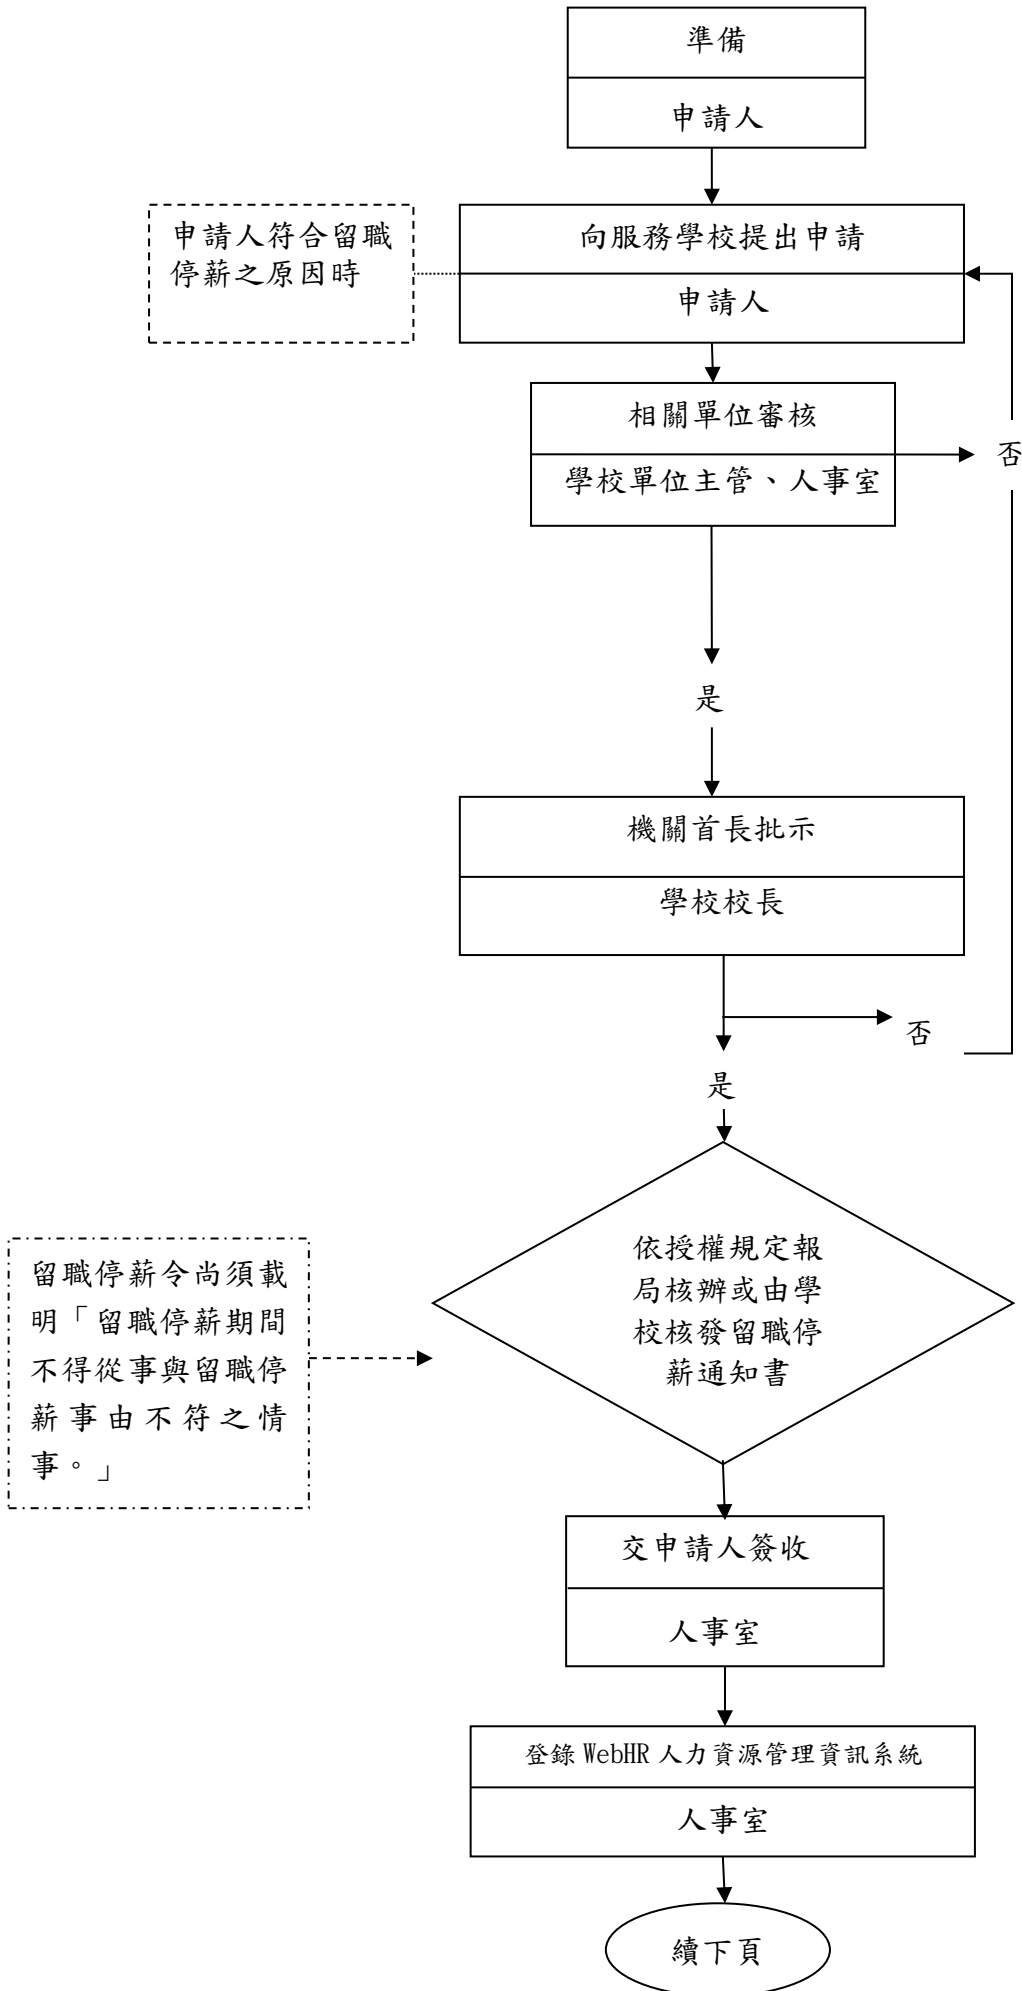 準備
申請人
申請人符合留職
停薪之原因時
向服務學校提出申請
申請人
相關單位審核
學校單位主管、人事室
否
是
機關首長批示
學校校長
否
是
依授權規定報
局核辦或由學
校核發留職停
薪通知書
留職停薪令尚須載
明「留職停薪期間
不得從事與留職停
薪事由不符之情
事。」
交申請人簽收
人事室
登錄 WebHR 人力資源管理資訊系統
人事室
續下頁